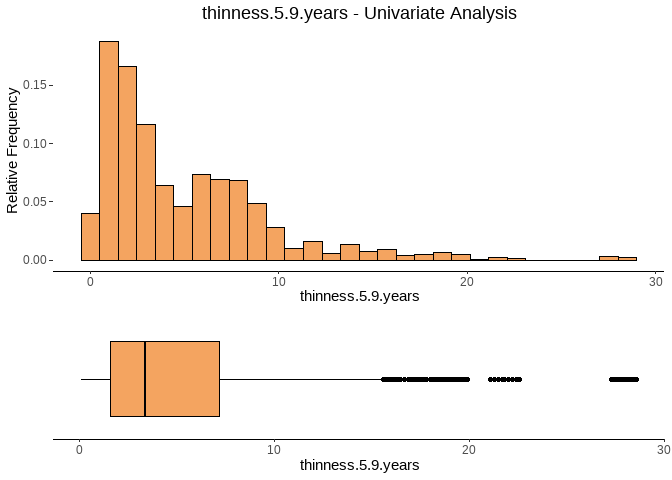 thinness.5.9.years - Univariate Analysis
Relative Frequency
0.15
0.10
0.05
0.00
0 10 20 30
thinness.5.9.years
0 10 20 30
thinness.5.9.years